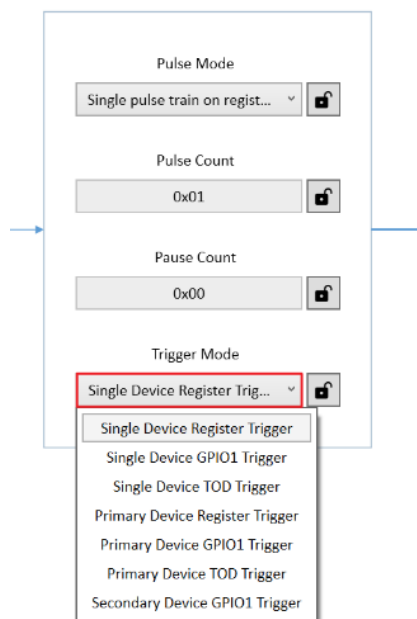 Pulse Mode
Single pulse train on regist...
Pulse Count
0x01
Pause Count
0x00
Trigger Mode
Single Device Register Trig...
Single Device Register Trigger
Single Device GPIO1 Trigger
Single Device TOD Trigger
Primary Device Register Trigger
Primary Device GPIO1 Trigger
Primary Device TOD Trigger
Secondary Device GPIO1 Trigger